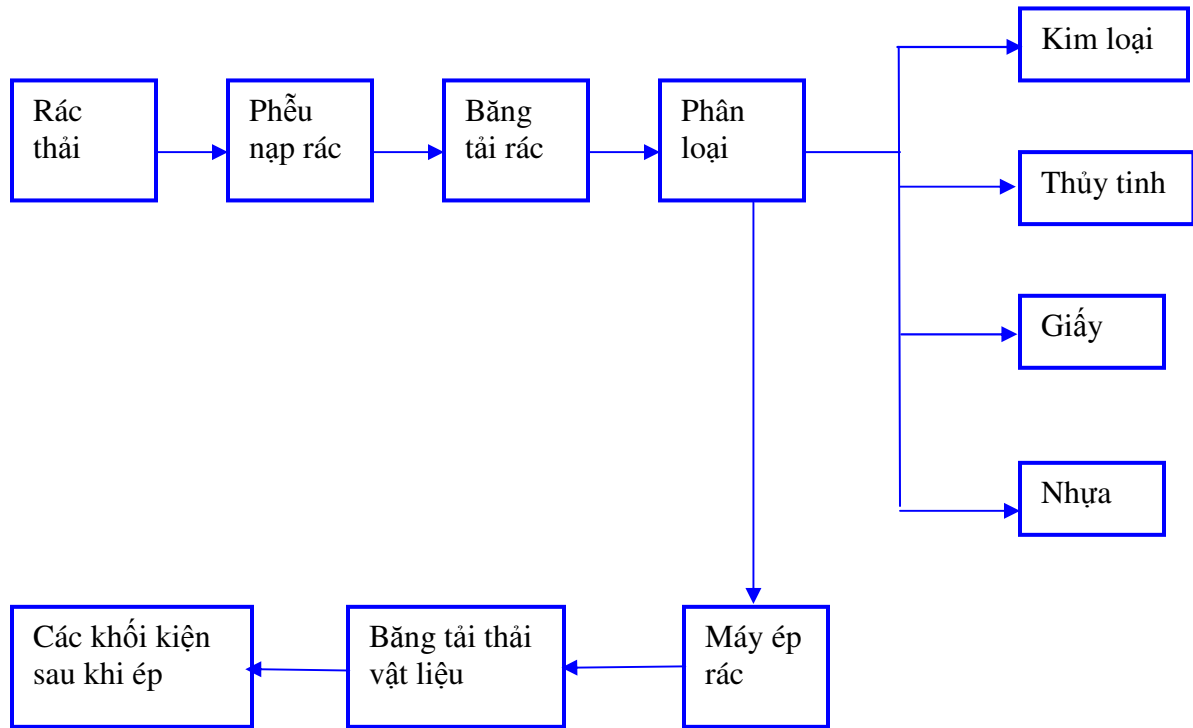 Rác
thải
Phễu
nạp rác
Băng
tải rác
Phân
loại
Kim loại
Thủy tinh
Giấy
Nhựa
Các khối kiện
sau khi ép
Băng tải thải
vật liệu
Máy ép
rác